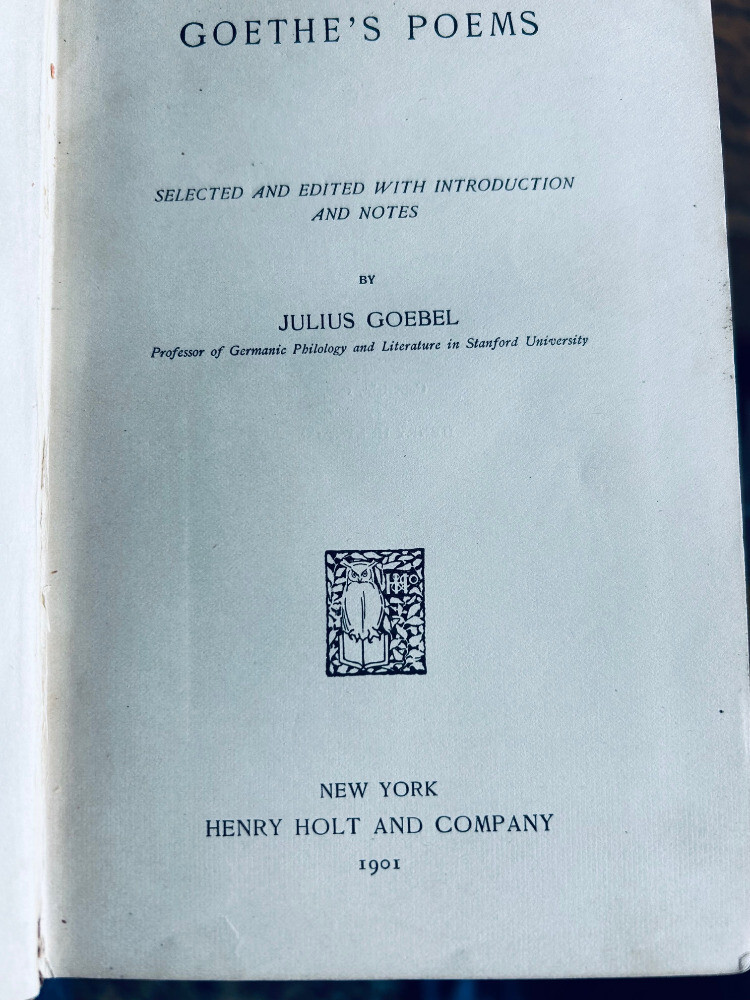 GOETHE'S POEMS
SELECTED AND EDITED WITH INTRODUCTION
AND NOTES
BY
JULIUS GOEBEL
Professor of Germanic Philology and Literature in Stanford University
NEW YORK
HENRY HOLT AND COMPANY
1901